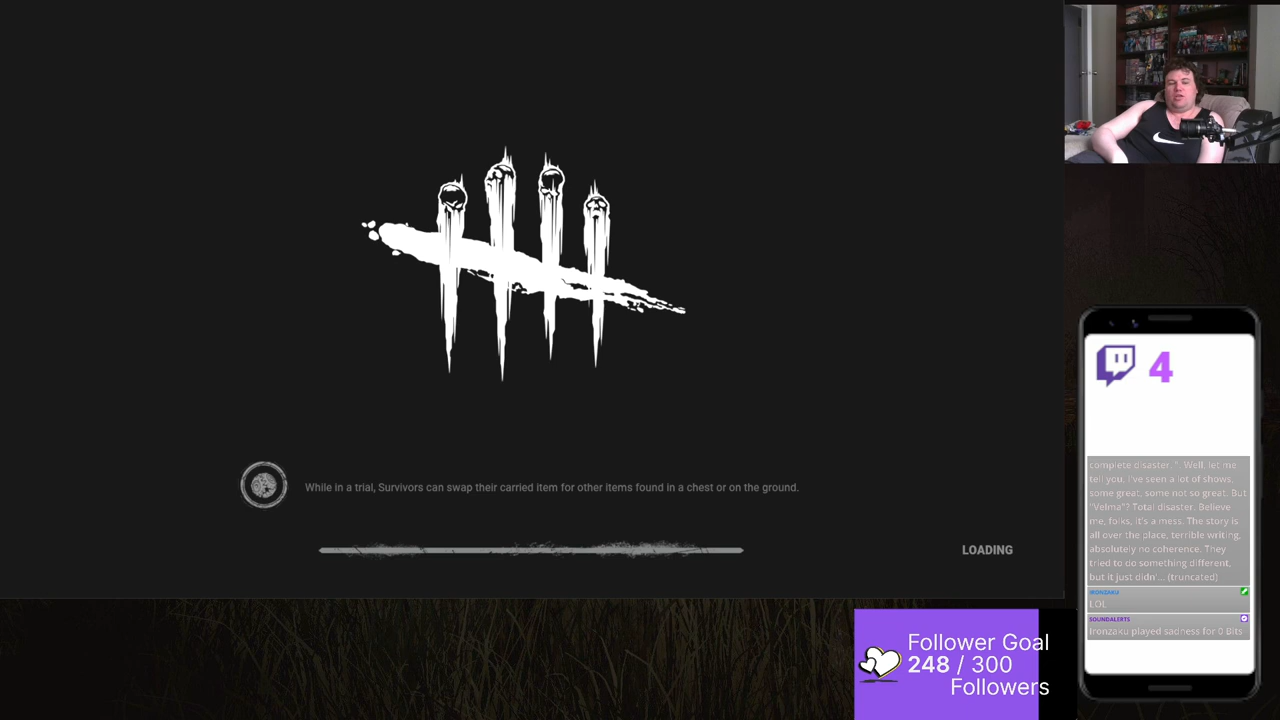 4
complete disaster. ". Well, let me
tell you, I've seen a lot of shows,
some great, some not so great. But
"Velma"? Total disaster. Believe
me, folks, it's a mess. The story is
all over the place, terrible writing,
absolutely no coherence. They
tried to do something different,
but it just didn'... (truncated)
IRONZAKU
LOL
SOUNDALERTS
Ironzaku played sadness for 0 Bits
While in a trial, Survivors can swap their carried item for other items found in a chest or on the ground.
LOADING
Follower Goal
248 / 300
Followers